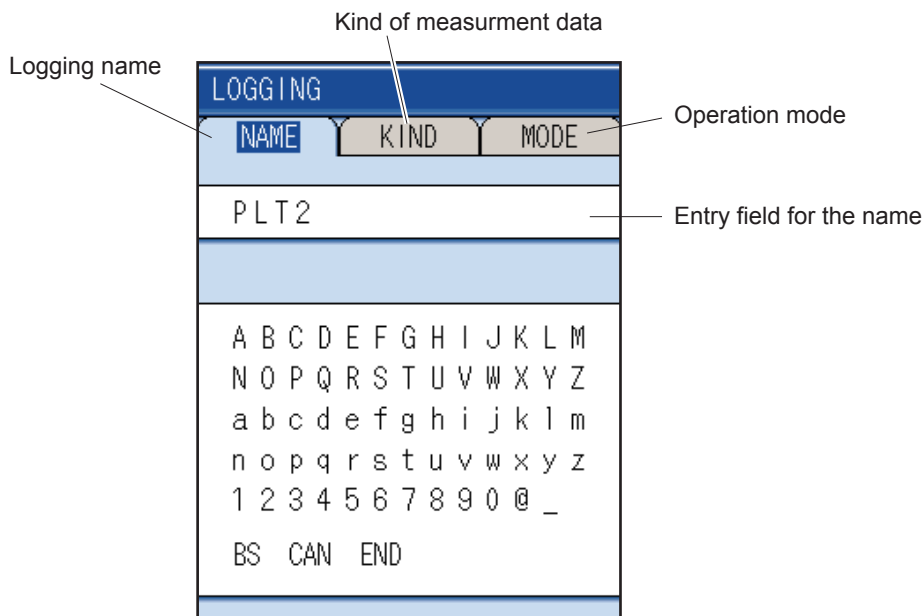 Kind of measurment data
Logging name
LOGGING
NAME KIND MODE
Operation mode
PLT2
Entry field for the name
A B C D E F G H I J K L M
N O P Q R S T U V W X Y Z
a b c d e f g h i j k l m
n o p q r s t u v w x y z
1 2 3 4 5 6 7 8 9 0 @ _
BS CAN END